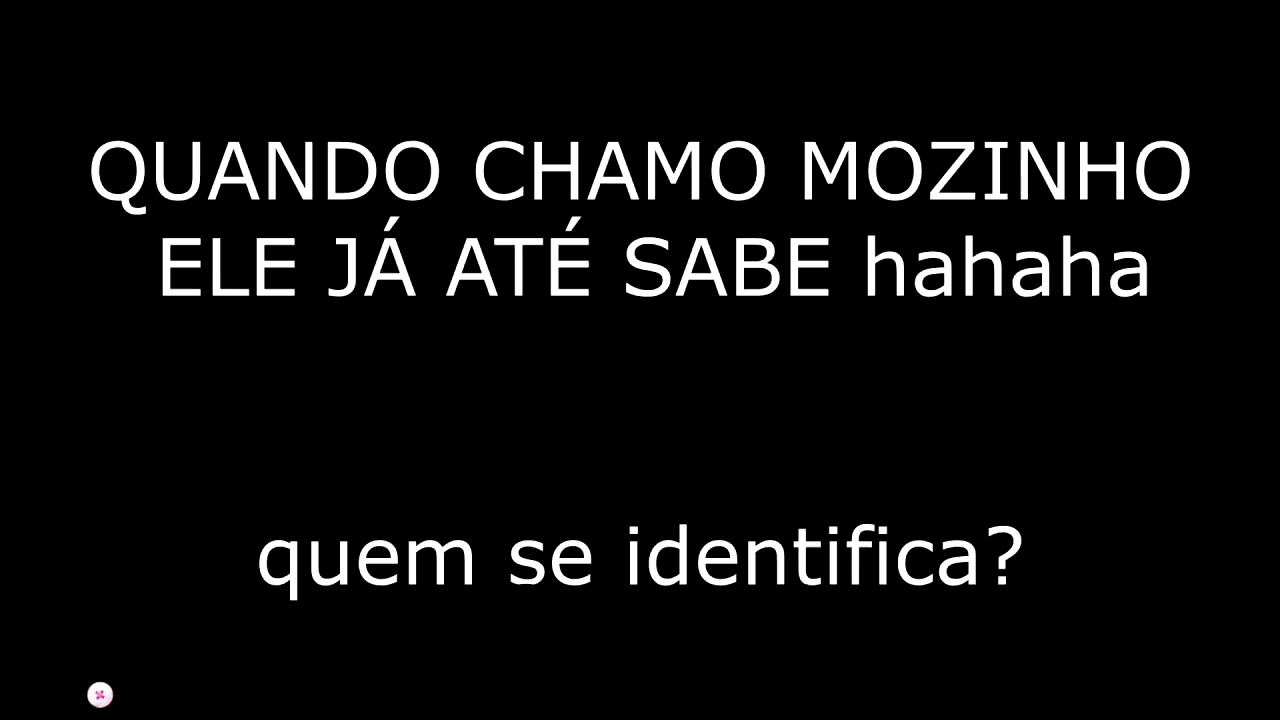 QUANDO CHAMO MOZINHO
ELE JÁ ATÉ SABE hahaha
quem se identifica?